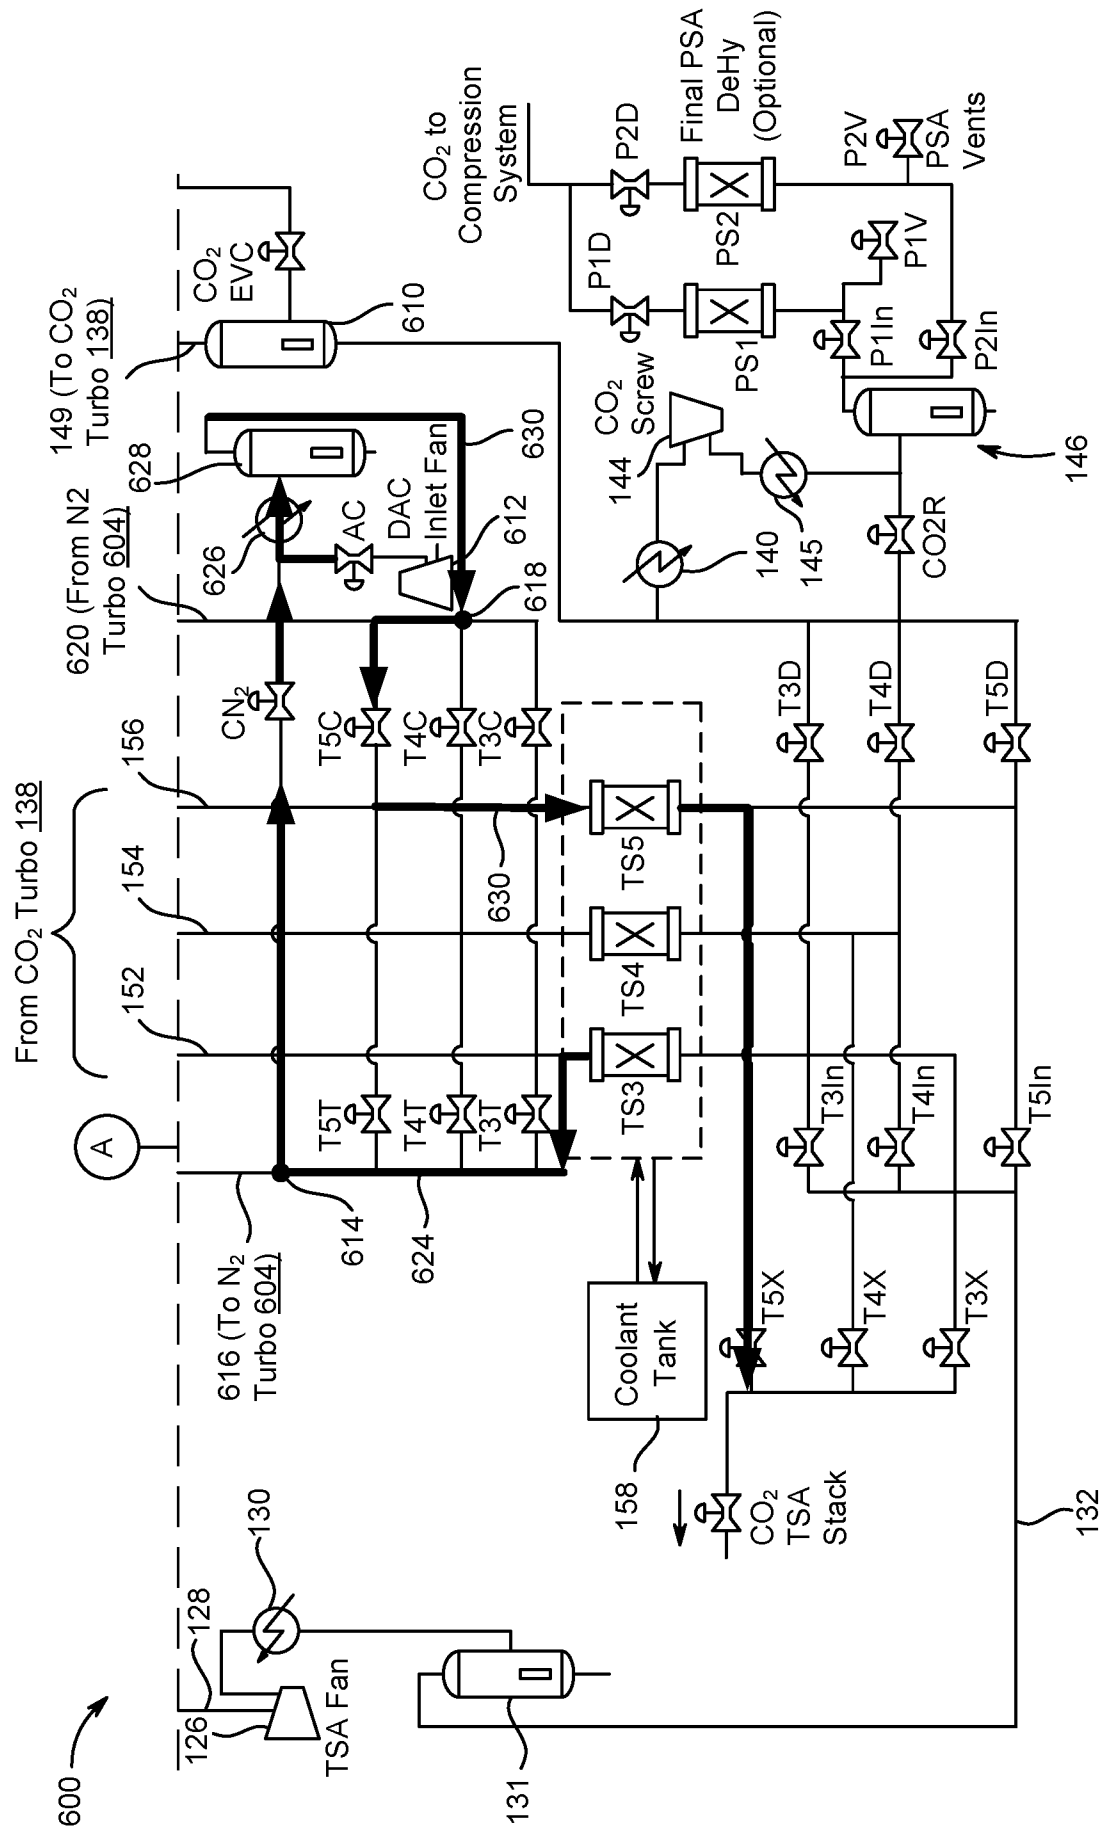 600
126
128
130
TSA Fan
131
132
616 (To N2
Turbo 604)
A
614
624
From CO2 Turbo 138
152
154
156
620 (From N2
Turbo 604)
CN2
626
628
AC
DAC
Inlet Fan
612
618
630
149 (To CO2
Turbo 138)
610
CO2
EVC
T5T
T4T
T3T
T5C
T4C
T3C
630
TS3
TS4
TS5
Coolant
Tank
158
CO2
TSA
Stack
T5X
T4X
T3X
T3In
T4In
T5In
T3D
T4D
T5D
CO2
Screw
144
140
145
CO2R
146
CO2 to
Compression
System
P1D
P2D
PS1
PS2
Final PSA
DeHy
(Optional)
P1In
P2In
P1V
P2V
PSA
Vents